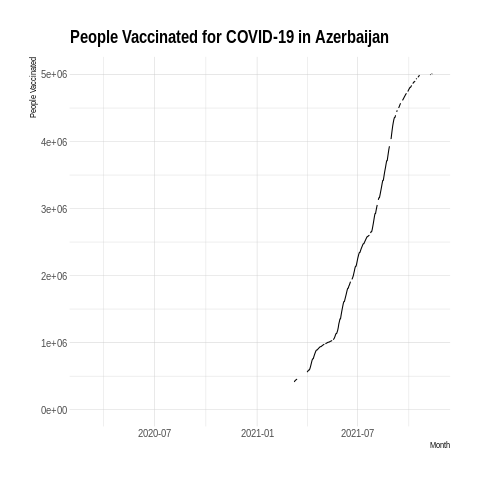 People Vaccinated for COVID-19 in Azerbaijan
People Vaccinated
5e+06
4e+06
3e+06
2e+06
1e+06
0e+00
2020-07 2021-01 2021-07
Month